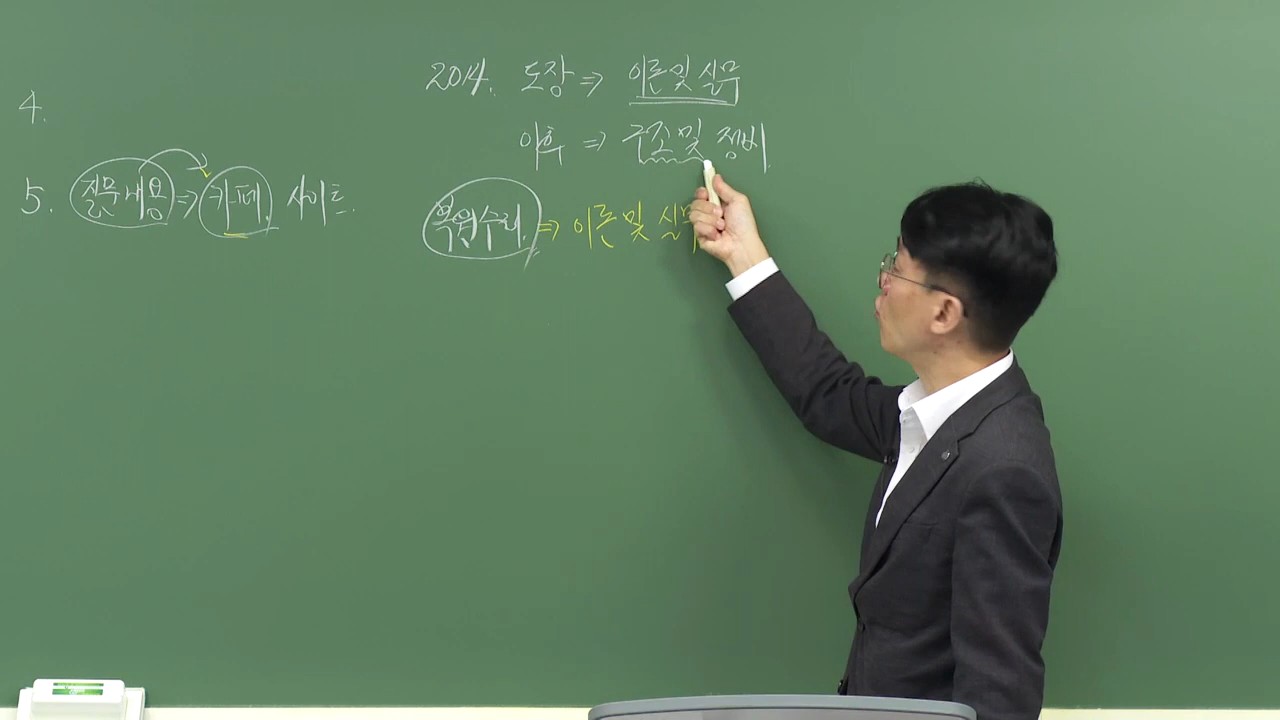 4.
5. 질문내용 ⇒ 카페. 사이트.
2014. 도장 ⇒ 이론 및 실무
이후 ⇒ 구조 및 정비
복원수리. ⇒ 이론 및 실무